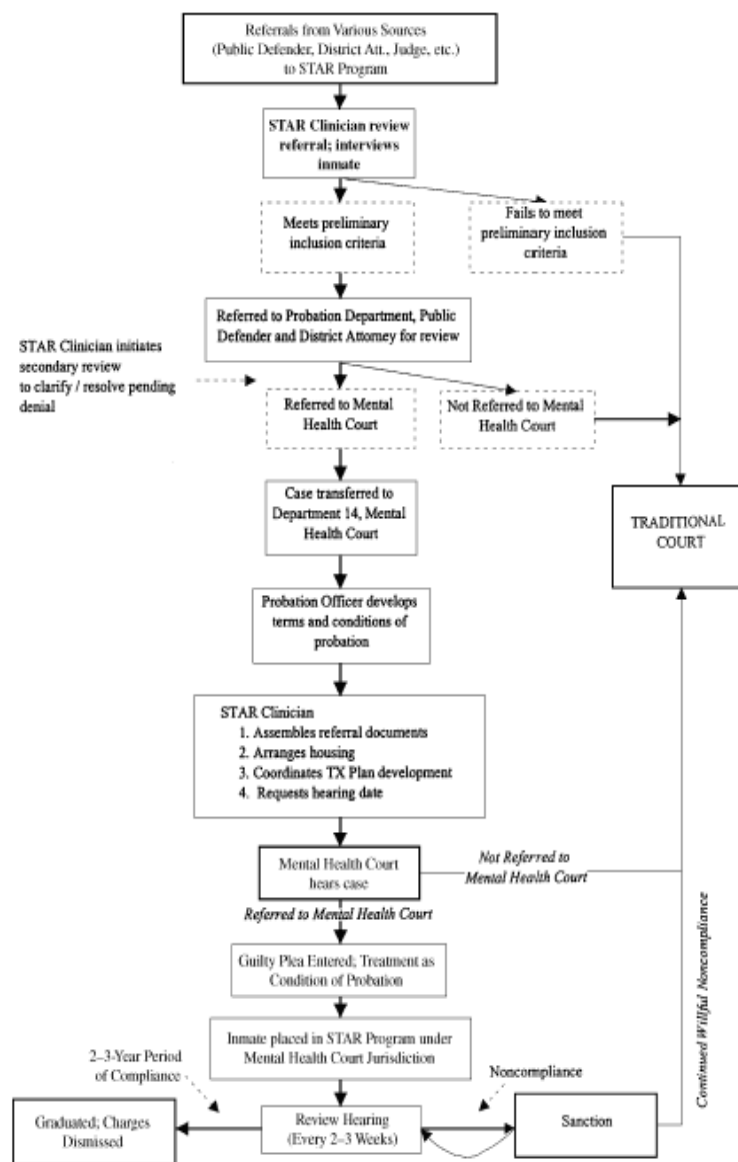 Referrals from Various Sources
(Public Defender, District Att., Judge, etc.)
to STAR Program
STAR Clinician review
referral; interviews
inmate
Meets preliminary
inclusion criteria
Fails to meet
preliminary inclusion
criteria
Referred to Probation Department, Public
Defender and District Attorney for review
STAR Clinician initiates
secondary review
to clarify / resolve pending
denial
Referred to Mental
Health Court
Not Referred to Mental
Health Court
Case transferred to
Department 14, Mental
Health Court
TRADITIONAL
COURT
Probation Officer develops
terms and conditions of
probation
STAR Clinician
1. Assembles referral documents
2. Arranges housing
3. Coordinates TX Plan development
4. Requests hearing date
Mental Health Court
hears case
Not Referred to
Mental Health Court
Referred to Mental Health Court
Guilty Plea Entered; Treatment as
Condition of Probation
Continued Willful Noncompliance
Inmate placed in STAR Program under
Mental Health Court Jurisdiction
2–3-Year Period
of Compliance
Noncompliance
Graduated; Charges
Dismissed
Review Hearing
(Every 2–3 Weeks)
Sanction